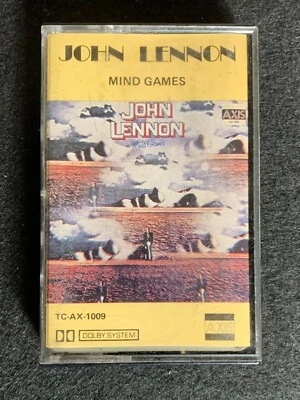 JOHN LENNON
MIND GAMES
JOHN
LENNON
AXIS
TC-AX-1009
DOLBY SYSTEM
AXIS